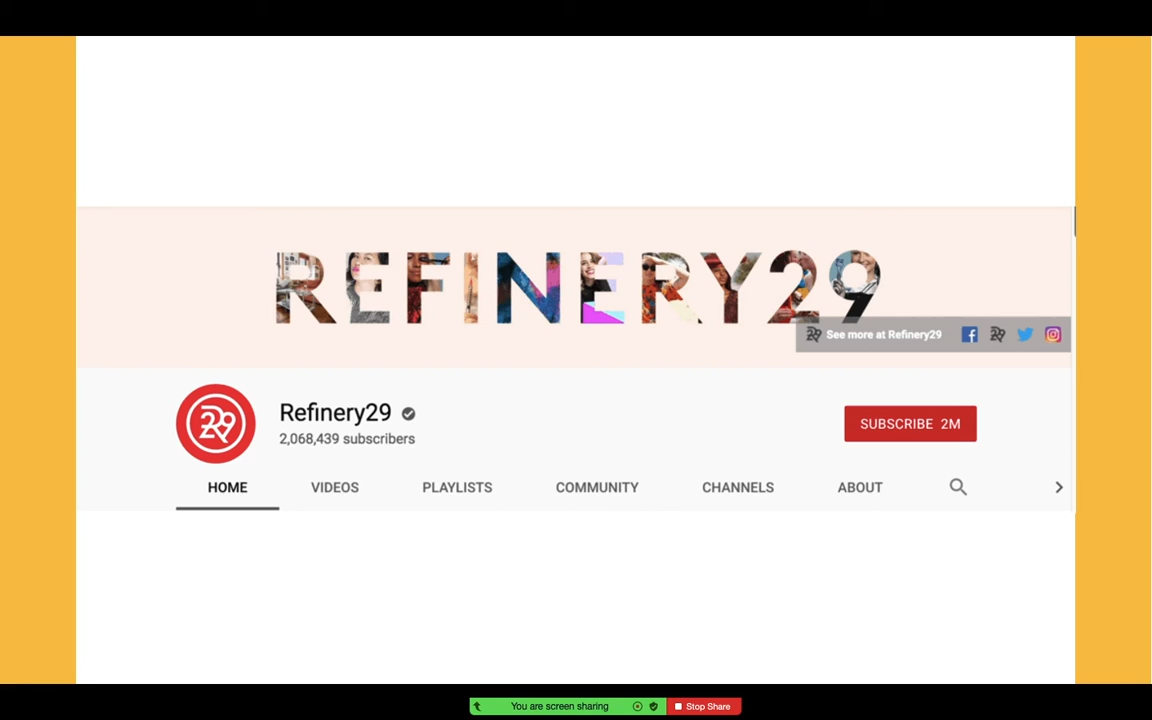 REFINERY29
See more at Refinery29
Refinery29
2,068,439 subscribers
SUBSCRIBE 2M
HOME VIDEOS PLAYLISTS COMMUNITY CHANNELS ABOUT
You are screen sharing Stop Share